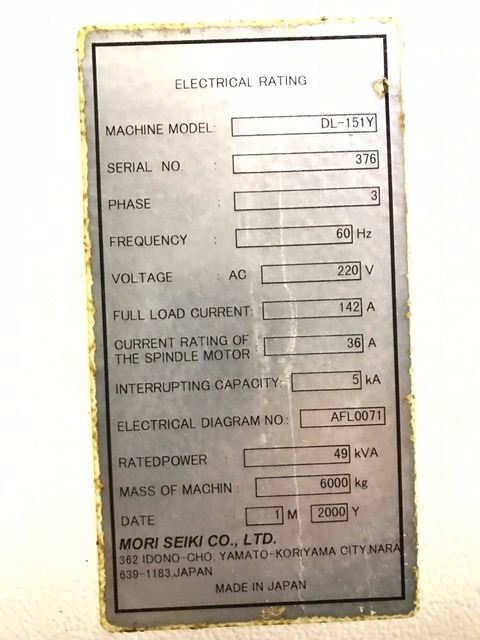 ELECTRICAL RATING
MACHINE MODEL: DL-151Y
SERIAL NO. : 376
PHASE : 3
FREQUENCY : 60 Hz
VOLTAGE : AC 220 V
FULL LOAD CURRENT: 142 A
CURRENT RATING OF
THE SPINDLE MOTOR : 36 A
INTERRUPTING CAPACITY: 5 kA
ELECTRICAL DIAGRAM NO.: AFL0071
RATEDPOWER : 49 kVA
MASS OF MACHIN : 6000 kg
DATE 1 M 2000 Y
MORI SEIKI CO., LTD.
362 IDONO-CHO, YAMATO-KORIYAMA CITY,NARA
639-1183,JAPAN
MADE IN JAPAN